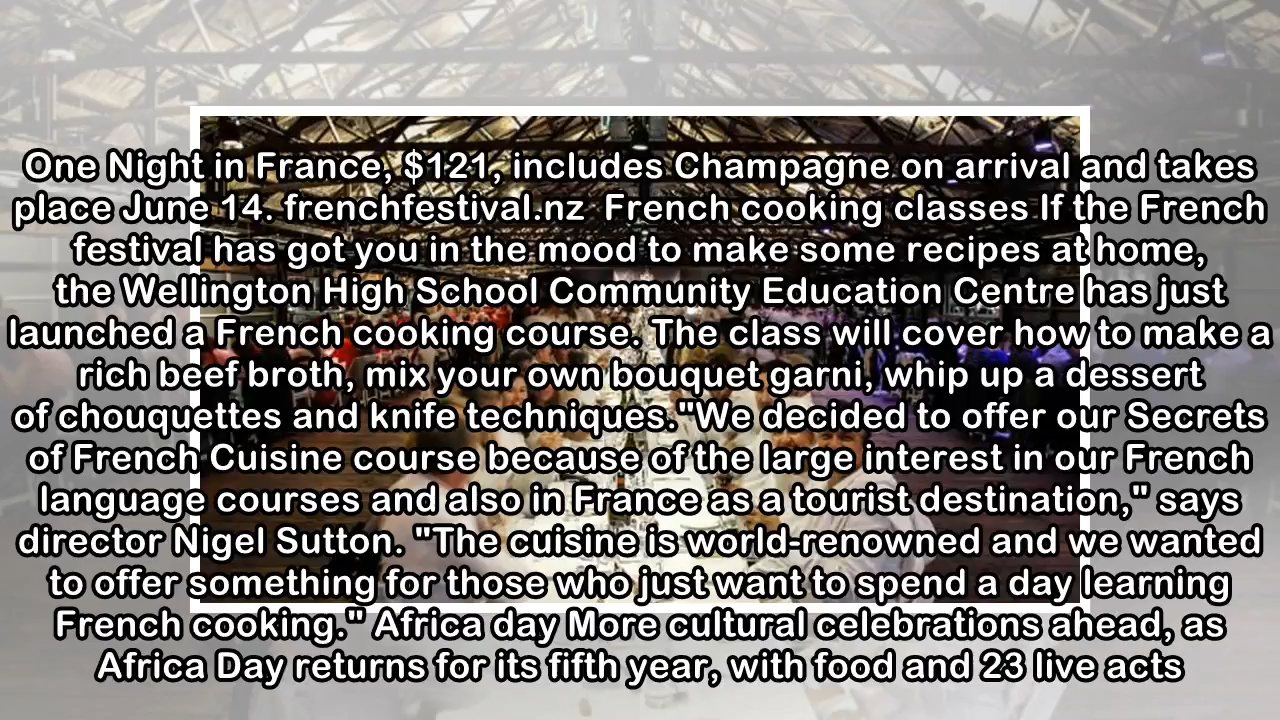 One Night in France, $121, includes Champagne on arrival and takes
place June 14. frenchfestival.nz  French cooking classes If the French
festival has got you in the mood to make some recipes at home,
the Wellington High School Community Education Centre has just
launched a French cooking course. The class will cover how to make a
rich beef broth, mix your own bouquet garni, whip up a dessert
of chouquettes and knife techniques."We decided to offer our Secrets
of French Cuisine course because of the large interest in our French
language courses and also in France as a tourist destination," says
director Nigel Sutton. "The cuisine is world-renowned and we wanted
to offer something for those who just want to spend a day learning
French cooking." Africa day More cultural celebrations ahead, as
Africa Day returns for its fifth year, with food and 23 live acts